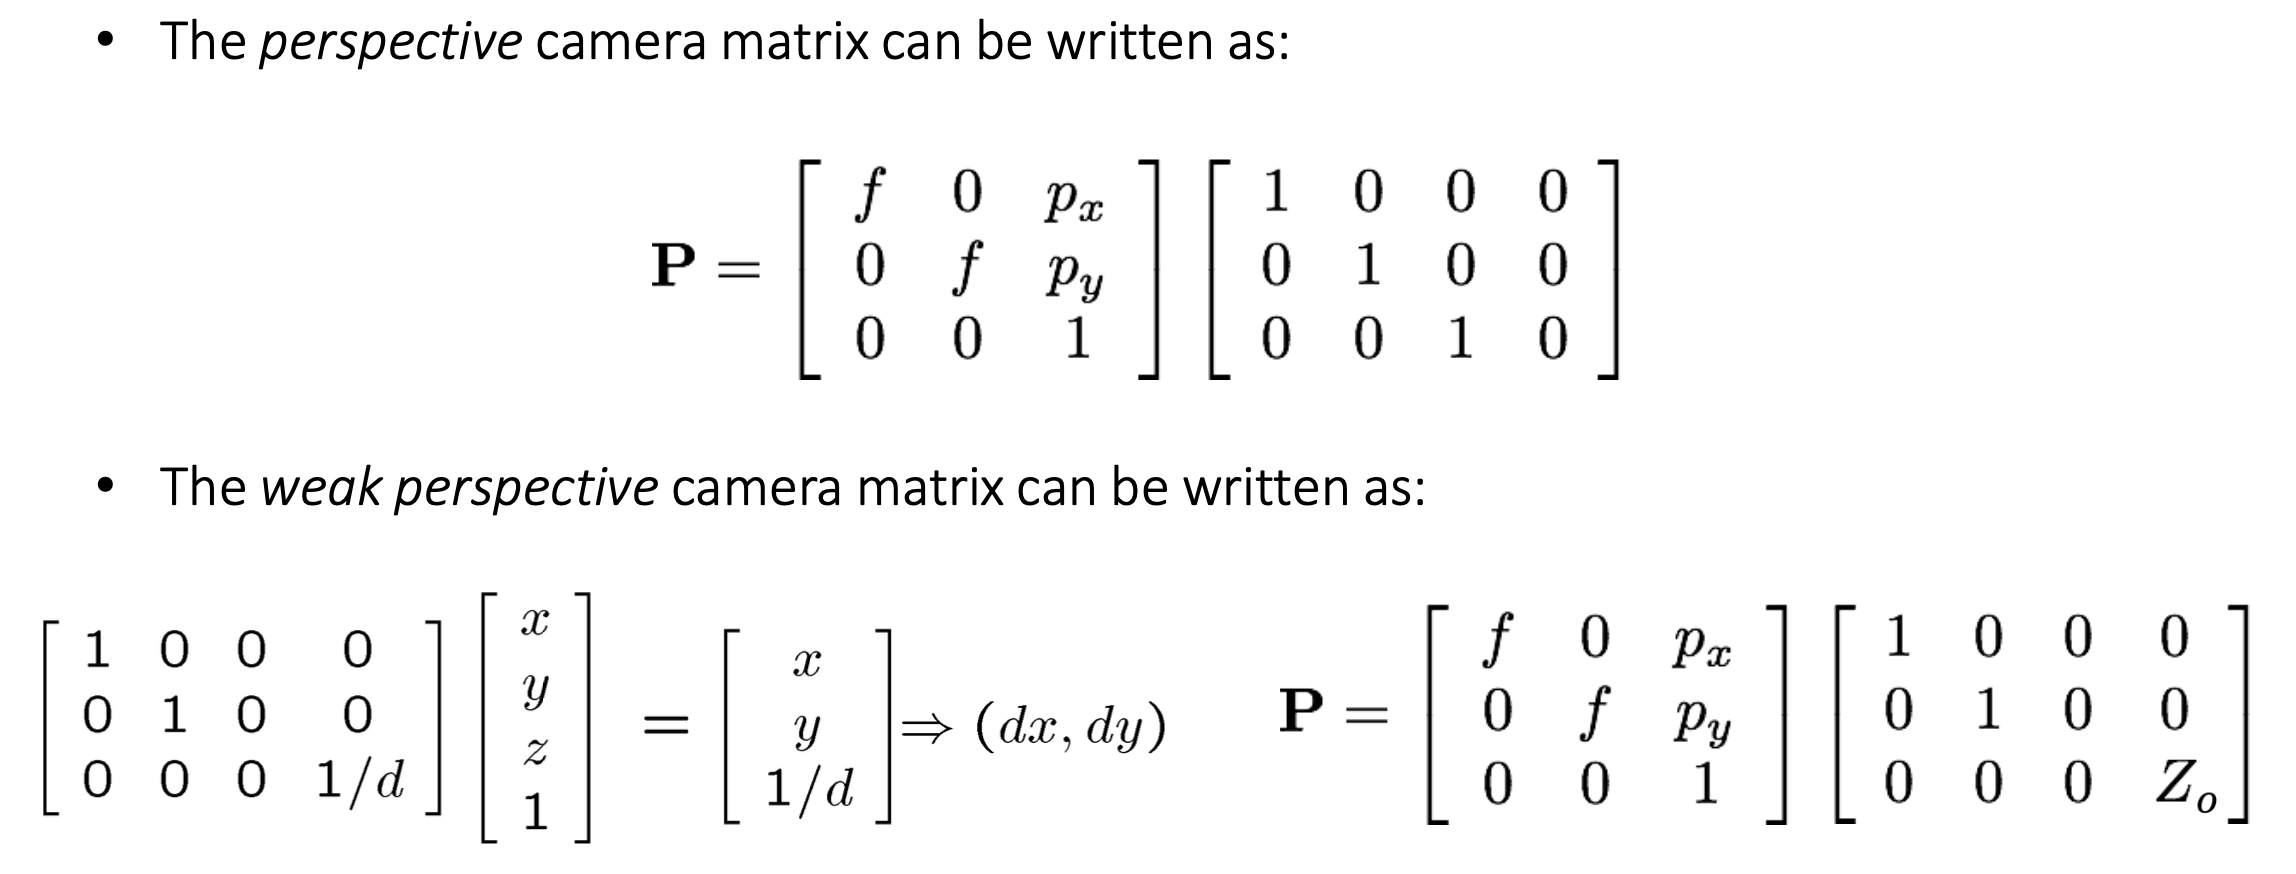 • The perspective camera matrix can be written as:
P = [ f 0 pₓ ] [ 1 0 0 0 ]
[ 0 f p_y ] [ 0 1 0 0 ]
[ 0 0 1 ] [ 0 0 1 0 ]
• The weak perspective camera matrix can be written as:
[ 1 0 0 0 ] [ x ] = [ x ] ⇒ (dx, dy)
[ 0 1 0 0 ] [ y ] [ y ]
[ 0 0 0 1/d ] [ z ] [ 1/d ]
[ 1 ]
P = [ f 0 pₓ ] [ 1 0 0 0 ]
[ 0 f p_y ] [ 0 1 0 0 ]
[ 0 0 1 ] [ 0 0 0 Zₒ ]